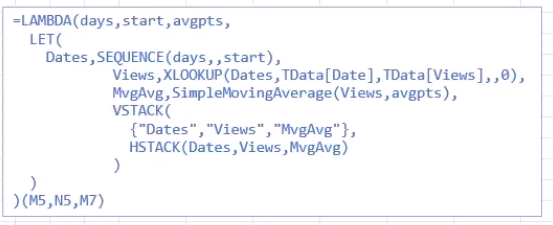 =LAMBDA(days,start,avgpts,
LET(
Dates,SEQUENCE(days,,start),
Views,XLOOKUP(Dates,TData[Date],TData[Views],,0),
MvgAvg,SimpleMovingAverage(Views,avgpts),
VSTACK(
{"Dates","Views","MvgAvg"},
HSTACK(Dates,Views,MvgAvg)
)
)
)(M5,N5,M7)